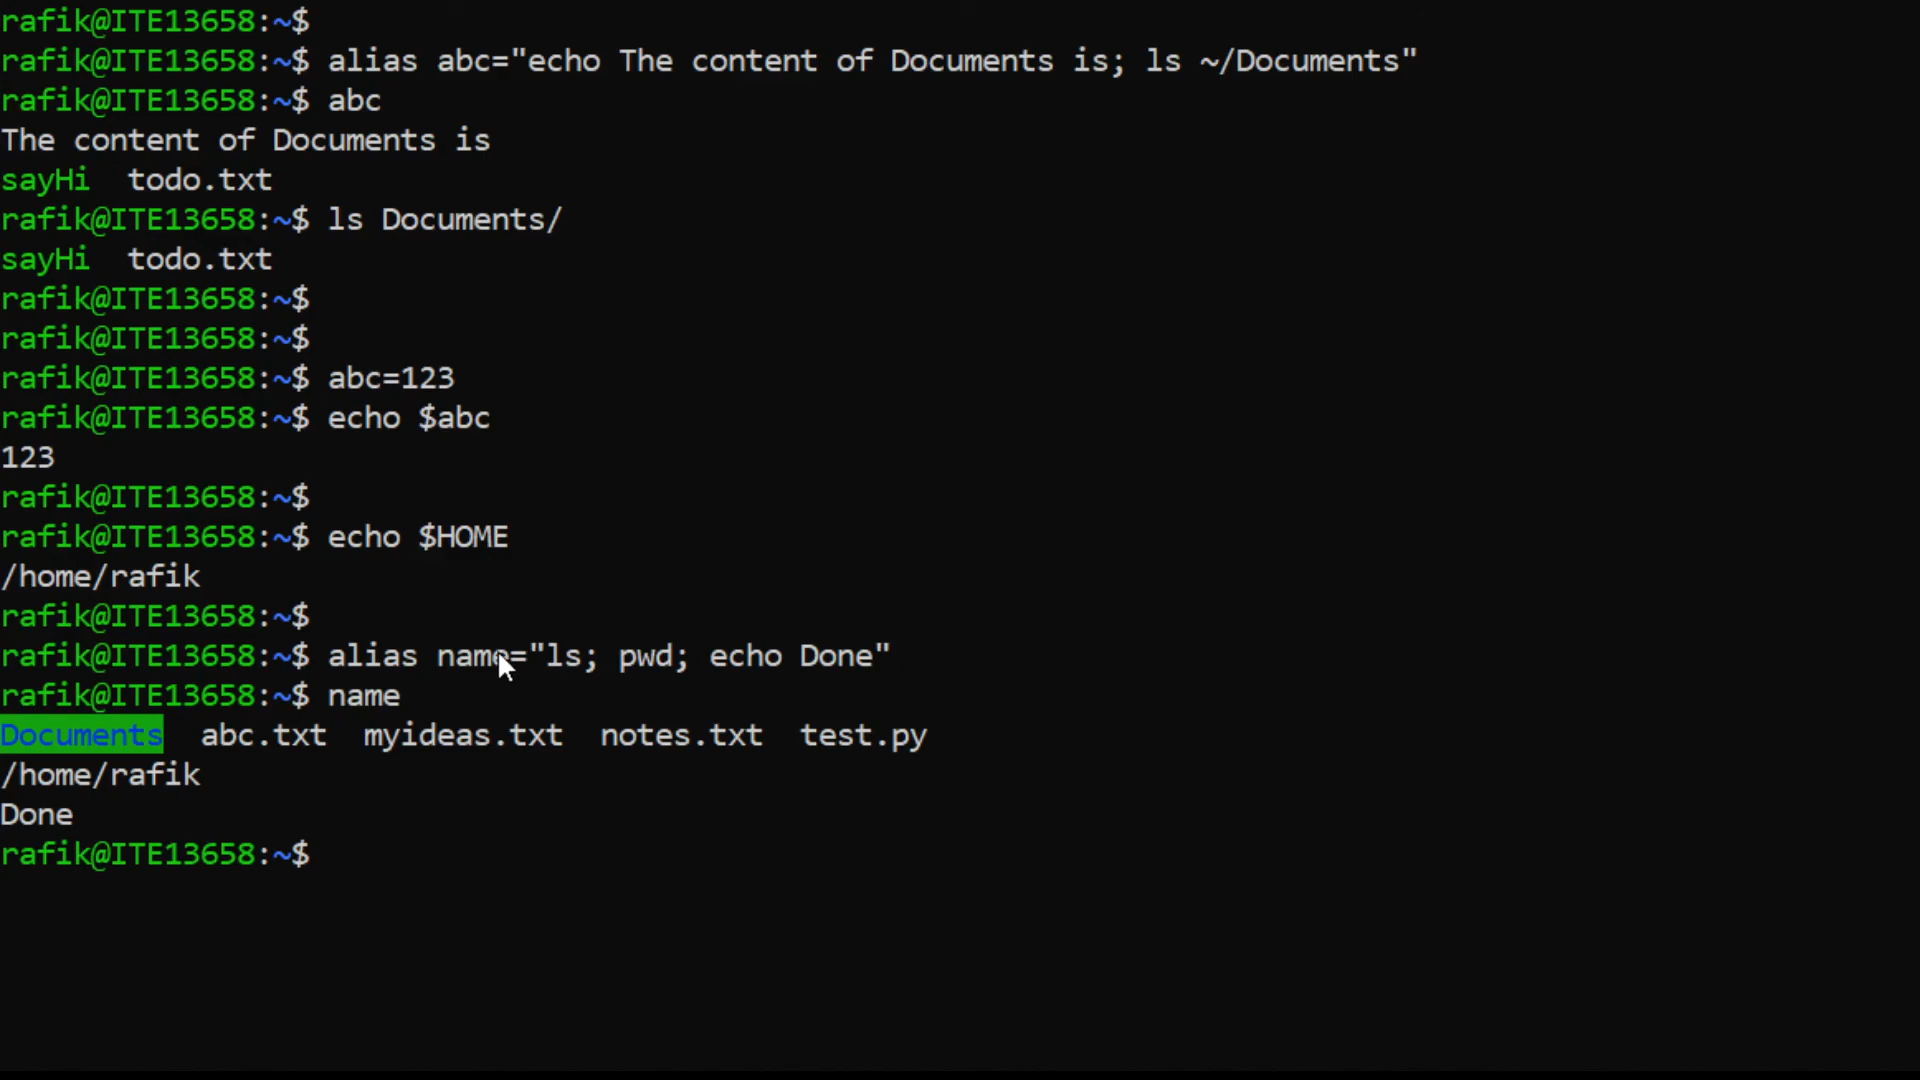 rafik@ITE13658:~$
rafik@ITE13658:~$ alias abc="echo The content of Documents is; ls ~/Documents"
rafik@ITE13658:~$ abc
The content of Documents is
sayHi  todo.txt
rafik@ITE13658:~$ ls Documents/
sayHi  todo.txt
rafik@ITE13658:~$
rafik@ITE13658:~$
rafik@ITE13658:~$ abc=123
rafik@ITE13658:~$ echo $abc
123
rafik@ITE13658:~$
rafik@ITE13658:~$ echo $HOME
/home/rafik
rafik@ITE13658:~$
rafik@ITE13658:~$ alias name="ls; pwd; echo Done"
rafik@ITE13658:~$ name
Documents  abc.txt  myideas.txt  notes.txt  test.py
/home/rafik
Done
rafik@ITE13658:~$